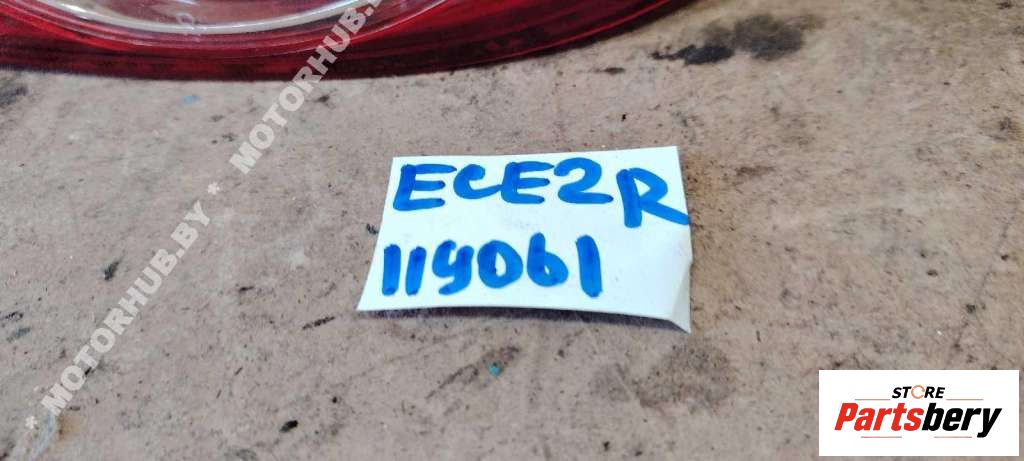 * MOTORHUB.BY * MOTORHUB.BY
ECE2R
119061
STORE
Partsbery